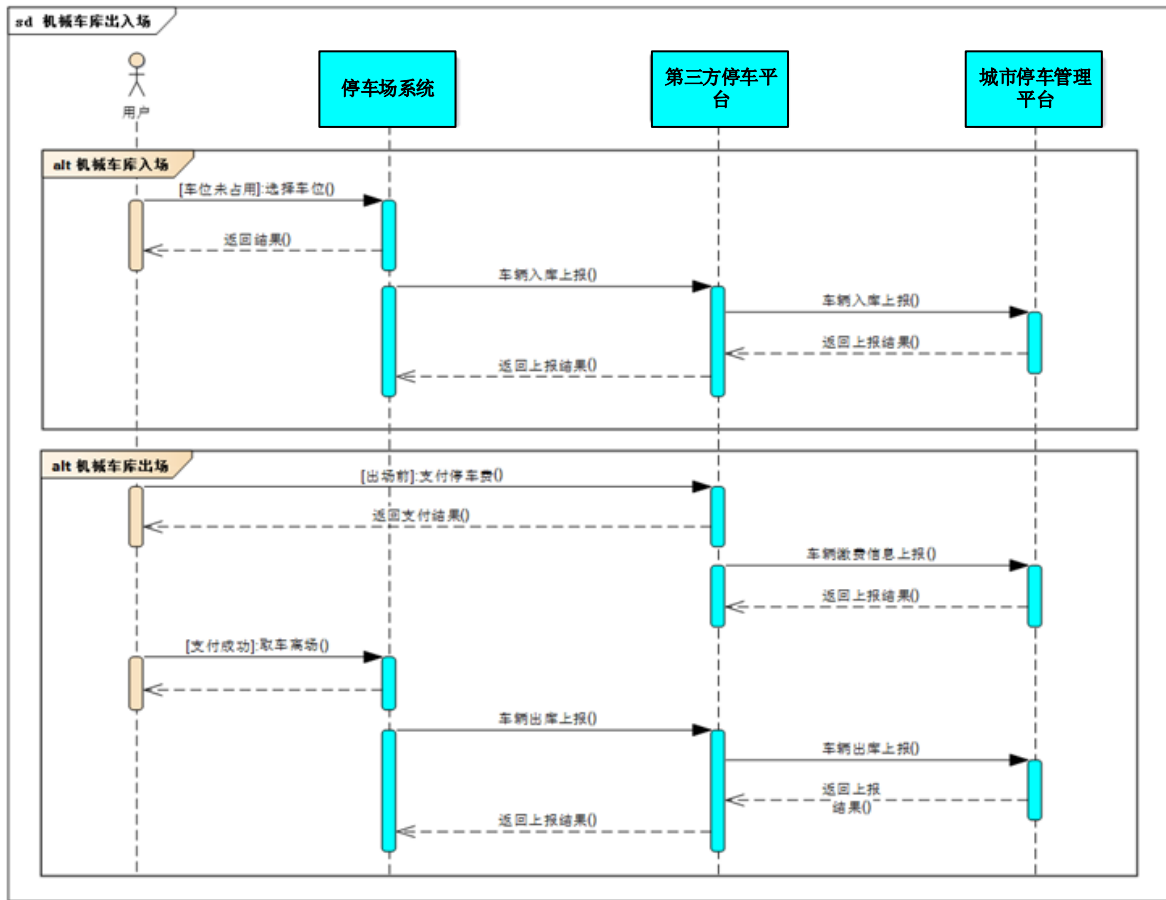 sd 机械车库出入场
用户
停车场系统
第三方停车平
台
城市停车管理
平台
alt 机械车库入场
[车位未占用]:选择车位()
返回结果()
车辆入库上报()
车辆入库上报()
返回上报结果()
返回上报结果()
alt 机械车库出场
[出场前]:支付停车费()
返回支付结果()
车辆缴费信息上报()
返回上报结果()
[支付成功]:取车离场()
车辆出库上报()
车辆出库上报()
返回上报
结果()
返回上报结果()